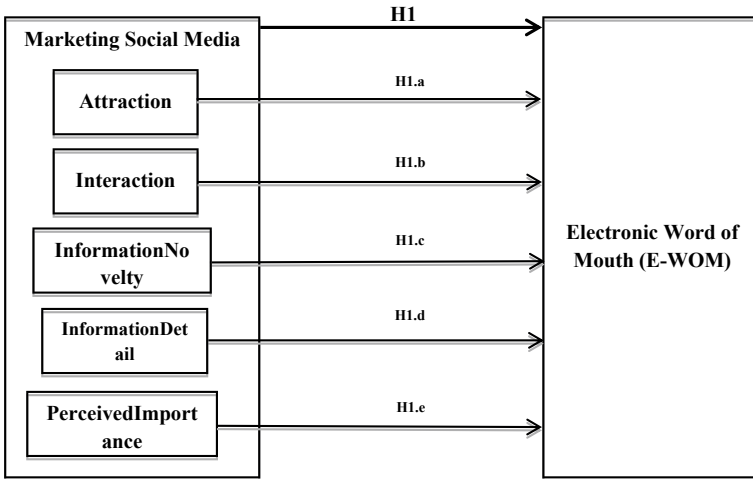 H1
Marketing Social Media
Attraction
H1.a
Interaction
H1.b
InformationNo
velty
H1.c
Electronic Word of
Mouth (E-WOM)
InformationDet
ail
H1.d
PerceivedImport
ance
H1.e